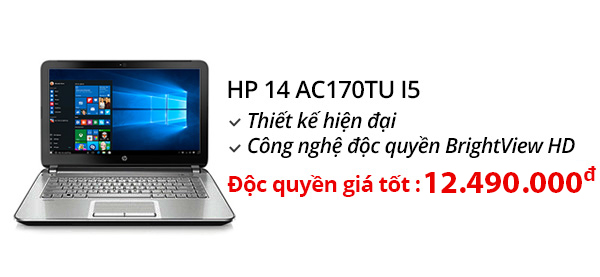 HP 14 AC170TU I5
Thiết kế hiện đại
Công nghệ độc quyền BrightView HD
Độc quyền giá tốt : 12.490.000đ